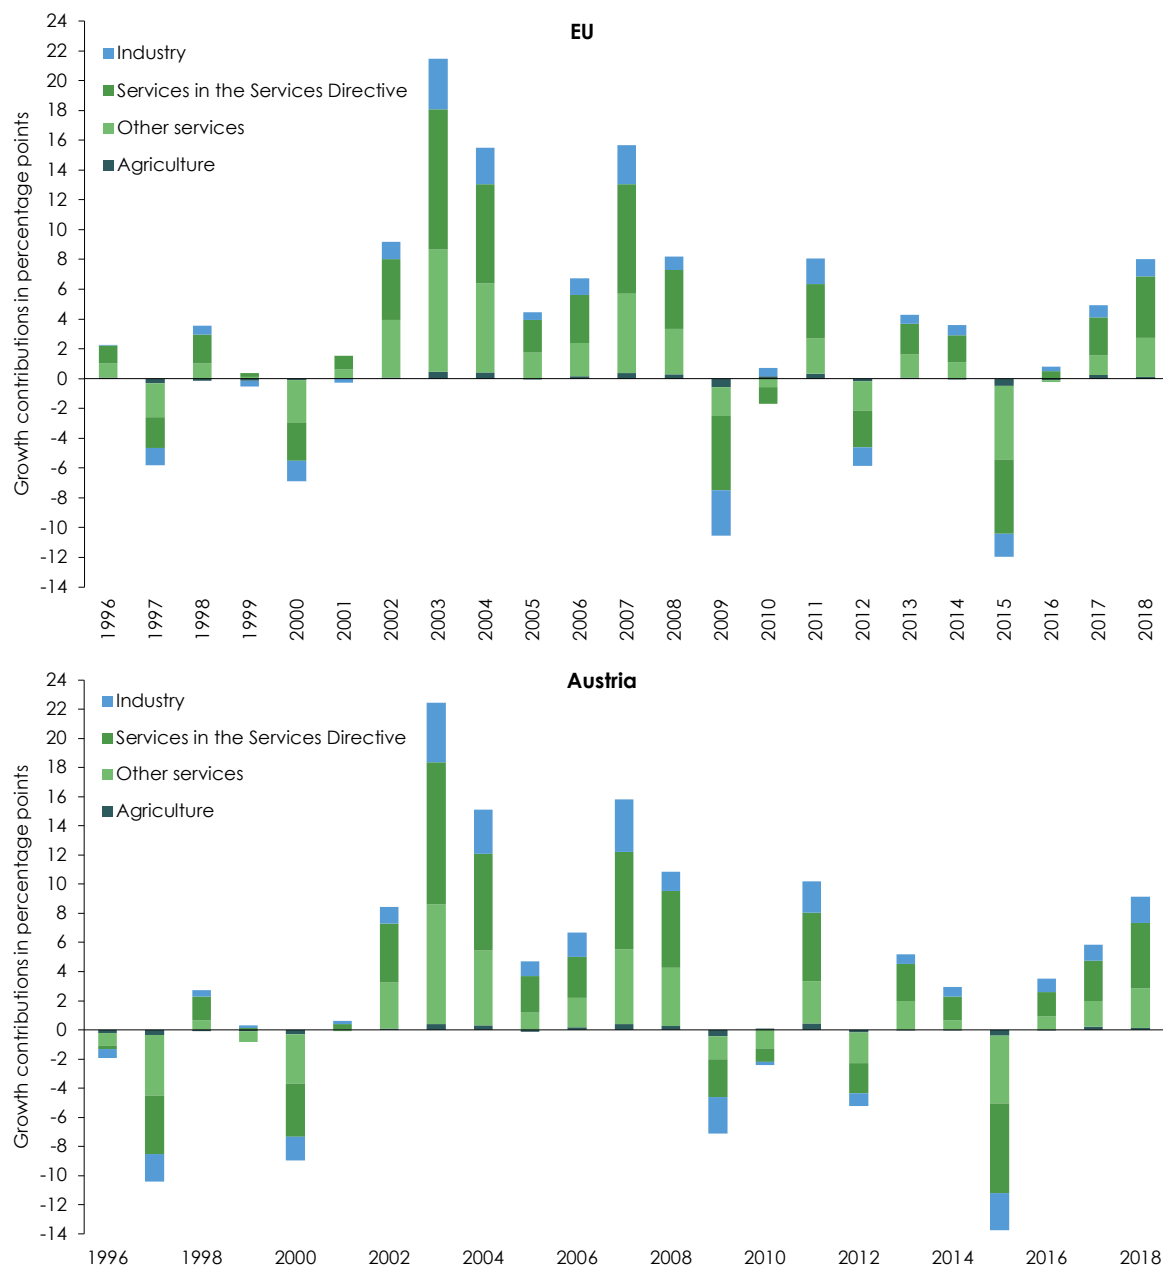 EU
Growth contributions in percentage points
24
22
20
18
16
14
12
10
8
6
4
2
0
-2
-4
-6
-8
-10
-12
-14
Industry
Services in the Services Directive
Other services
Agriculture
1996 1997 1998 1999 2000 2001 2002 2003 2004 2005 2006 2007 2008 2009 2010 2011 2012 2013 2014 2015 2016 2017 2018
Austria
Growth contributions in percentage points
24
22
20
18
16
14
12
10
8
6
4
2
0
-2
-4
-6
-8
-10
-12
-14
Industry
Services in the Services Directive
Other services
Agriculture
1996 1998 2000 2002 2004 2006 2008 2010 2012 2014 2016 2018